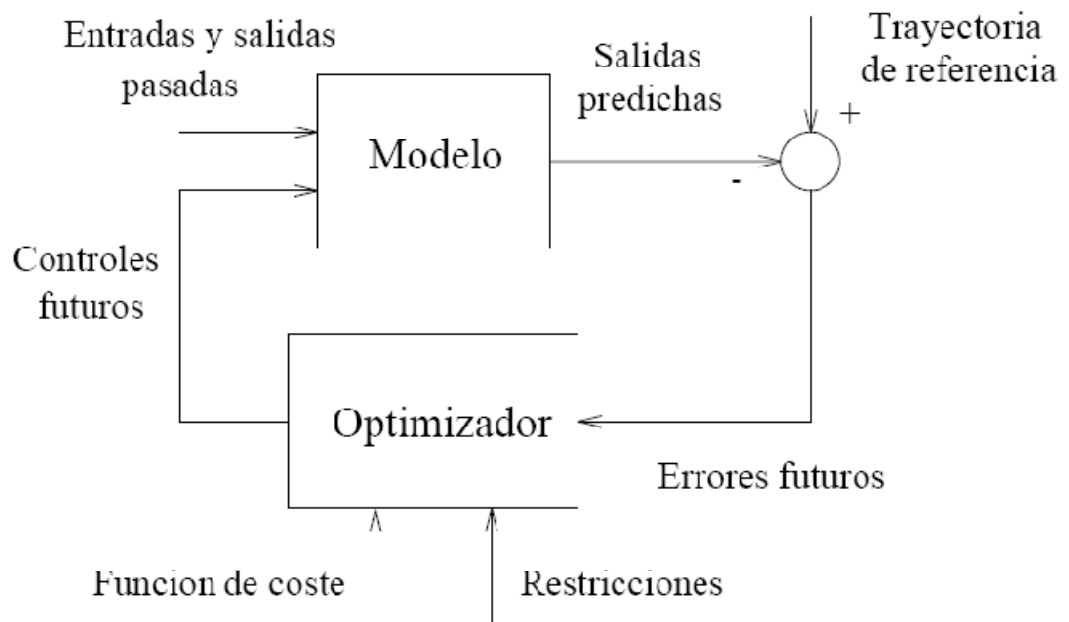 Entradas y salidas
pasadas
Modelo
Salidas
predichas
Trayectoria
de referencia
+
-
Controles
futuros
Optimizador
Errores futuros
Funcion de coste
Restricciones